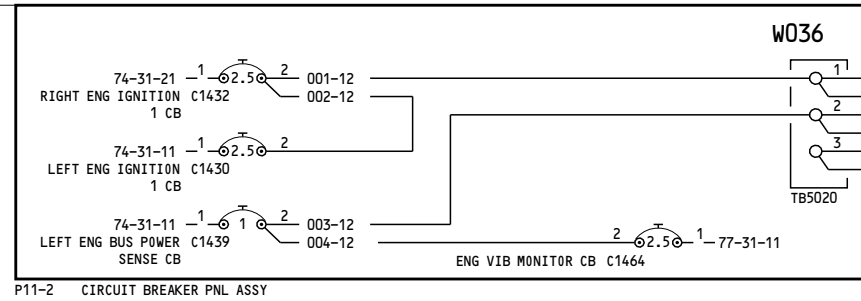 W036
74-31-21 1 2.5 2 001-12 1
RIGHT ENG IGNITION C1432 002-12
1 CB
2
74-31-11 1 2.5 2 3
LEFT ENG IGNITION C1430
1 CB
TB5020
74-31-11 1 1 2 003-12
LEFT ENG BUS POWER C1439 004-12 2 2.5 1 77-31-11
SENSE CB ENG VIB MONITOR CB C1464
P11-2 CIRCUIT BREAKER PNL ASSY